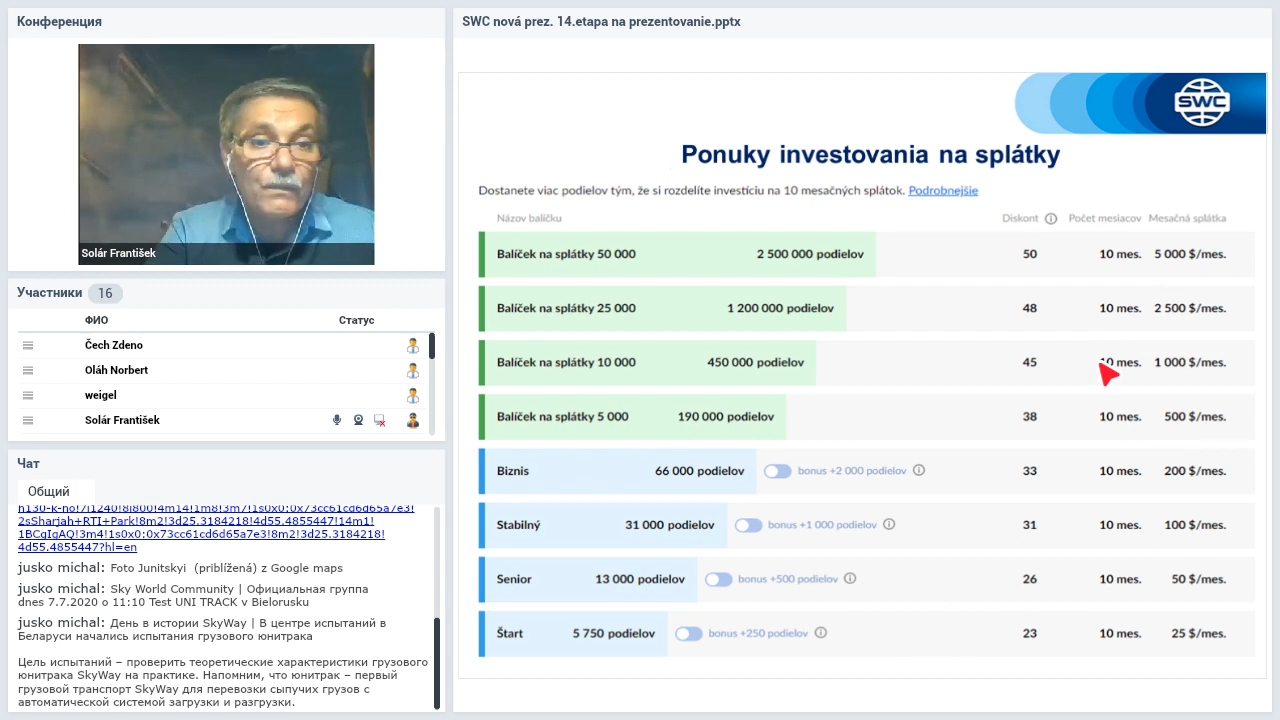 Конференция
Solár František
Участники 16
ФИО Статус
Čech Zdeno
Oláh Norbert
weigel
Solár František
Чат
Общий
h130-k-no!7i1240!8i800!4m14!1m8!3m7!1s0x0:0x73cc61cd6d65a7e3!
2sSharjah+RTI+Park!8m2!3d25.3184218!4d55.4855447!14m1!
1BCgIgAQ!3m4!1s0x0:0x73cc61cd6d65a7e3!8m2!3d25.3184218!
4d55.4855447?hl=en
jusko michal: Foto Junitskyi (priblížená) z Google maps
jusko michal: Sky World Community | Официальная группа
dnes 7.7.2020 o 11:10 Test UNI TRACK v Bielorusku
jusko michal: День в истории SkyWay | В центре испытаний в
Беларуси начались испытания грузового юнитрака
Цель испытаний – проверить теоретические характеристики грузового
юнитрака SkyWay на практике. Напомним, что юнитрак – первый
грузовой транспорт SkyWay для перевозки сыпучих грузов с
автоматической системой загрузки и разгрузки.
SWC nová prez. 14.etapa na prezentovanie.pptx
SWC
Ponuky investovania na splátky
Dostanete viac podielov tým, že si rozdelíte investíciu na 10 mesačných splátok. Podrobnejšie
Názov balíčku Diskont Počet mesiacov Mesačná splátka
Balíček na splátky 50 000 2 500 000 podielov 50 10 mes. 5 000 $/mes.
Balíček na splátky 25 000 1 200 000 podielov 48 10 mes. 2 500 $/mes.
Balíček na splátky 10 000 450 000 podielov 45 10 mes. 1 000 $/mes.
Balíček na splátky 5 000 190 000 podielov 38 10 mes. 500 $/mes.
Biznis 66 000 podielov bonus +2 000 podielov 33 10 mes. 200 $/mes.
Stabilný 31 000 podielov bonus +1 000 podielov 31 10 mes. 100 $/mes.
Senior 13 000 podielov bonus +500 podielov 26 10 mes. 50 $/mes.
Štart 5 750 podielov bonus +250 podielov 23 10 mes. 25 $/mes.